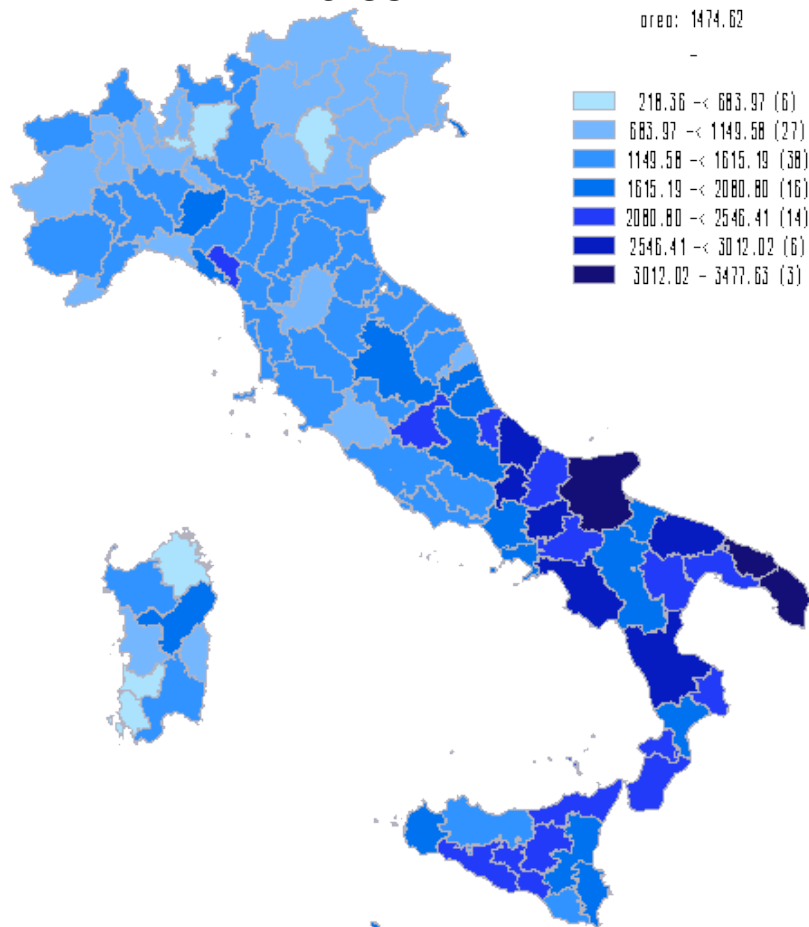 area: 1474.62
-
218.36 -< 683.97 (6)
683.97 -< 1149.58 (27)
1149.58 -< 1615.19 (38)
1615.19 -< 2080.80 (16)
2080.80 -< 2546.41 (14)
2546.41 -< 3012.02 (6)
3012.02 - 3477.63 (3)